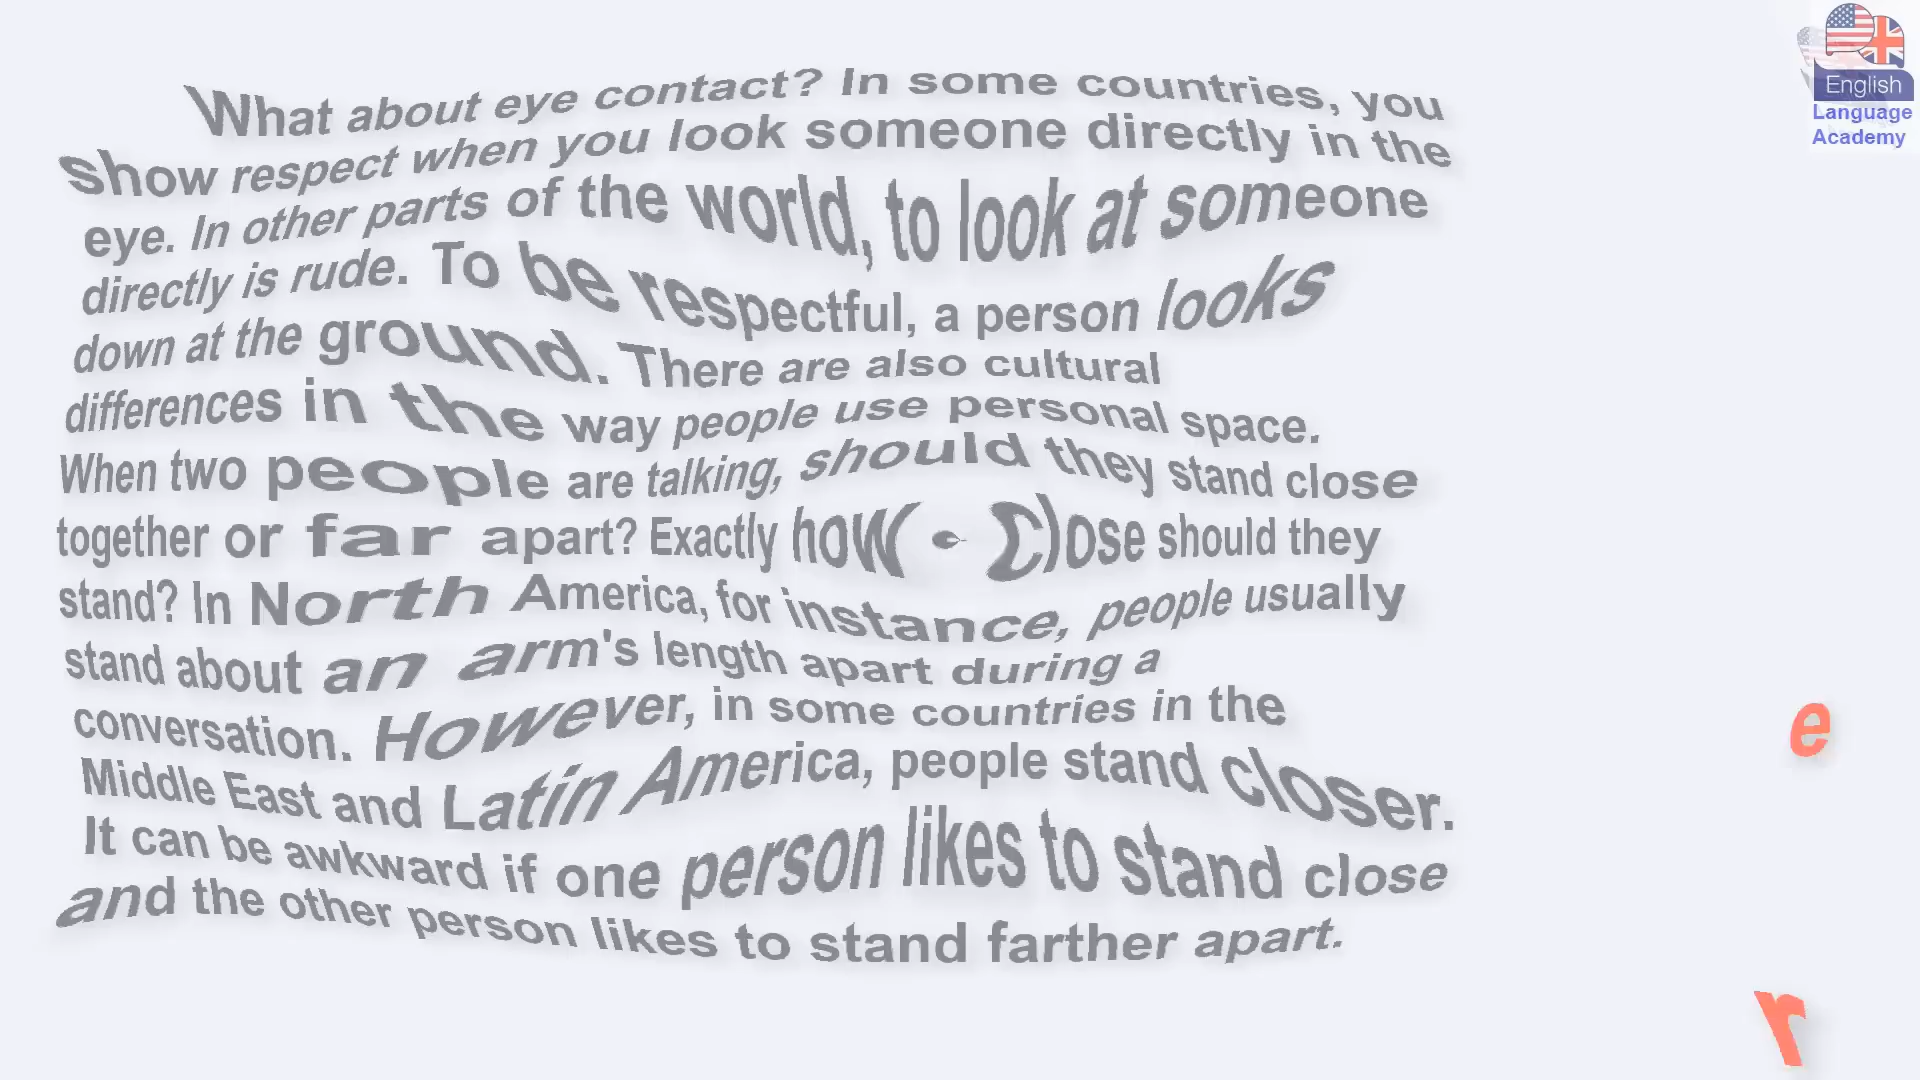 What about eye contact? In some countries, you
show respect when you look someone directly in the
eye. In other parts of the world, to look at someone
directly is rude. To be respectful, a person looks
down at the ground. There are also cultural
differences in the way people use personal space.
When two people are talking, should they stand close
together or far apart? Exactly how close should they
stand? In North America, for instance, people usually
stand about an arm's length apart during a
conversation. However, in some countries in the
Middle East and Latin America, people stand closer.
It can be awkward if one person likes to stand close
and the other person likes to stand farther apart.
English
Language
Academy
e
r